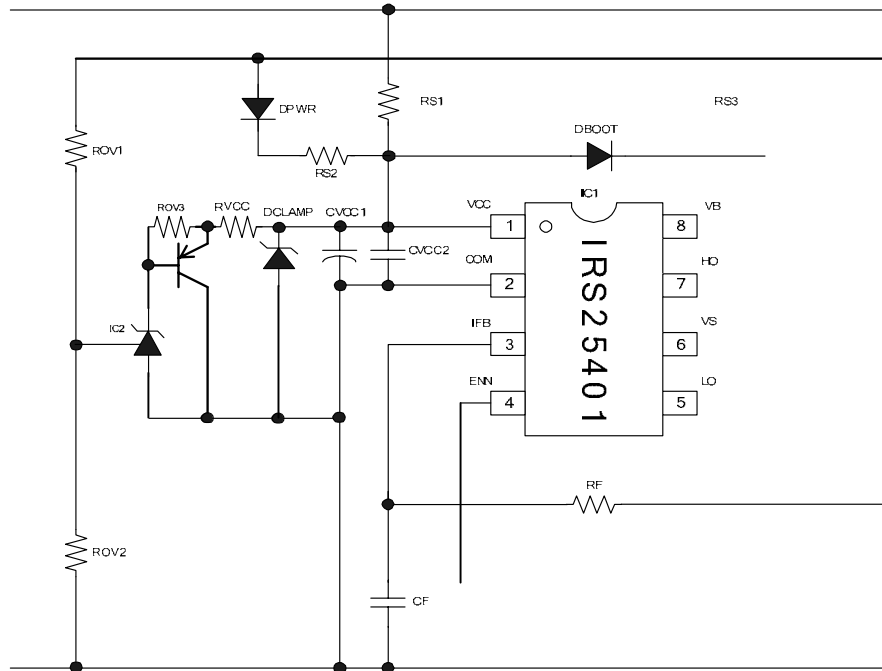 RS1
RS3
DPWR
DBOOT
ROV1
RS2
IC1
ROV3
RVCC
DCLAMP
CVCC1
VCC
1
8
VB
CVCC2
COM
2
7
HO
IRS25401
IC2
IFB
3
6
VS
ENN
4
5
LO
RF
ROV2
CF